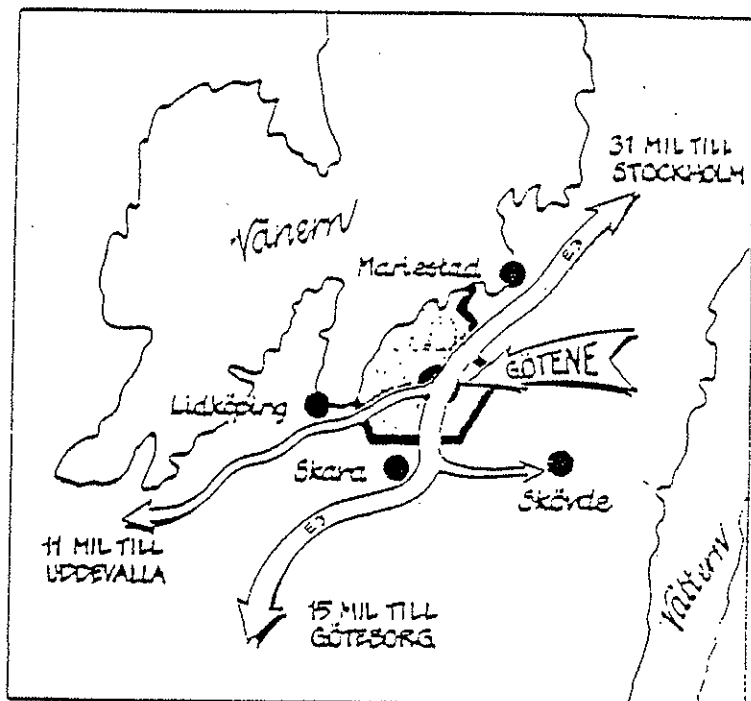 31 MIL TILL
STOCKHOLM
Vänern
E3
Mariestad
GÖTENE
Lidköping
Skara
Skövde
E3
11 MIL TILL
UDDEVALLA
15 MIL TILL
GÖTEBORG
Vättern